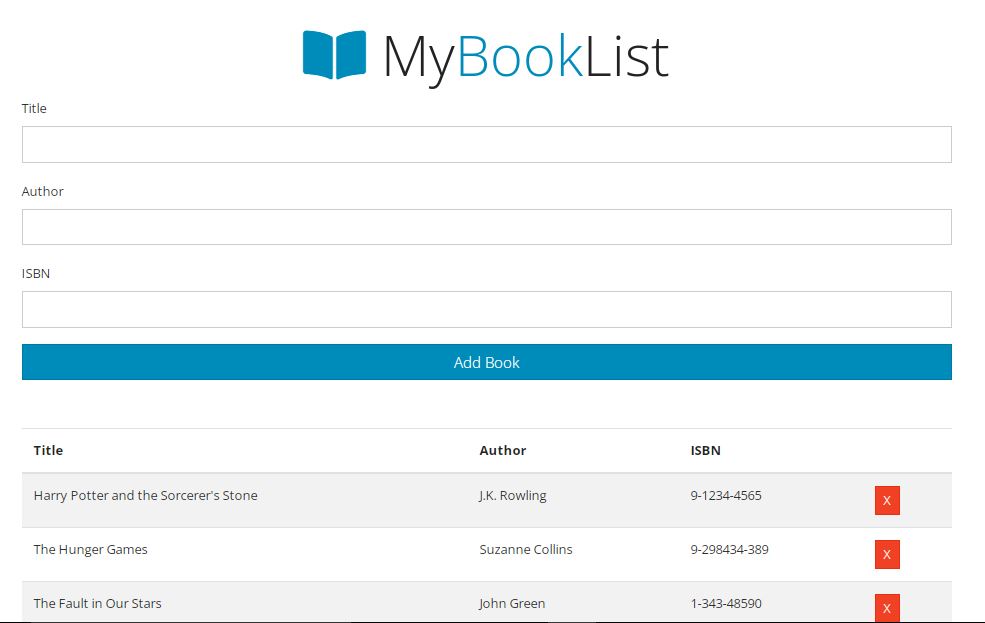 MyBookList
Title
Author
ISBN
Add Book
Title Author ISBN
Harry Potter and the Sorcerer's Stone J.K. Rowling 9-1234-4565 X
The Hunger Games Suzanne Collins 9-298434-389 X
The Fault in Our Stars John Green 1-343-48590 X